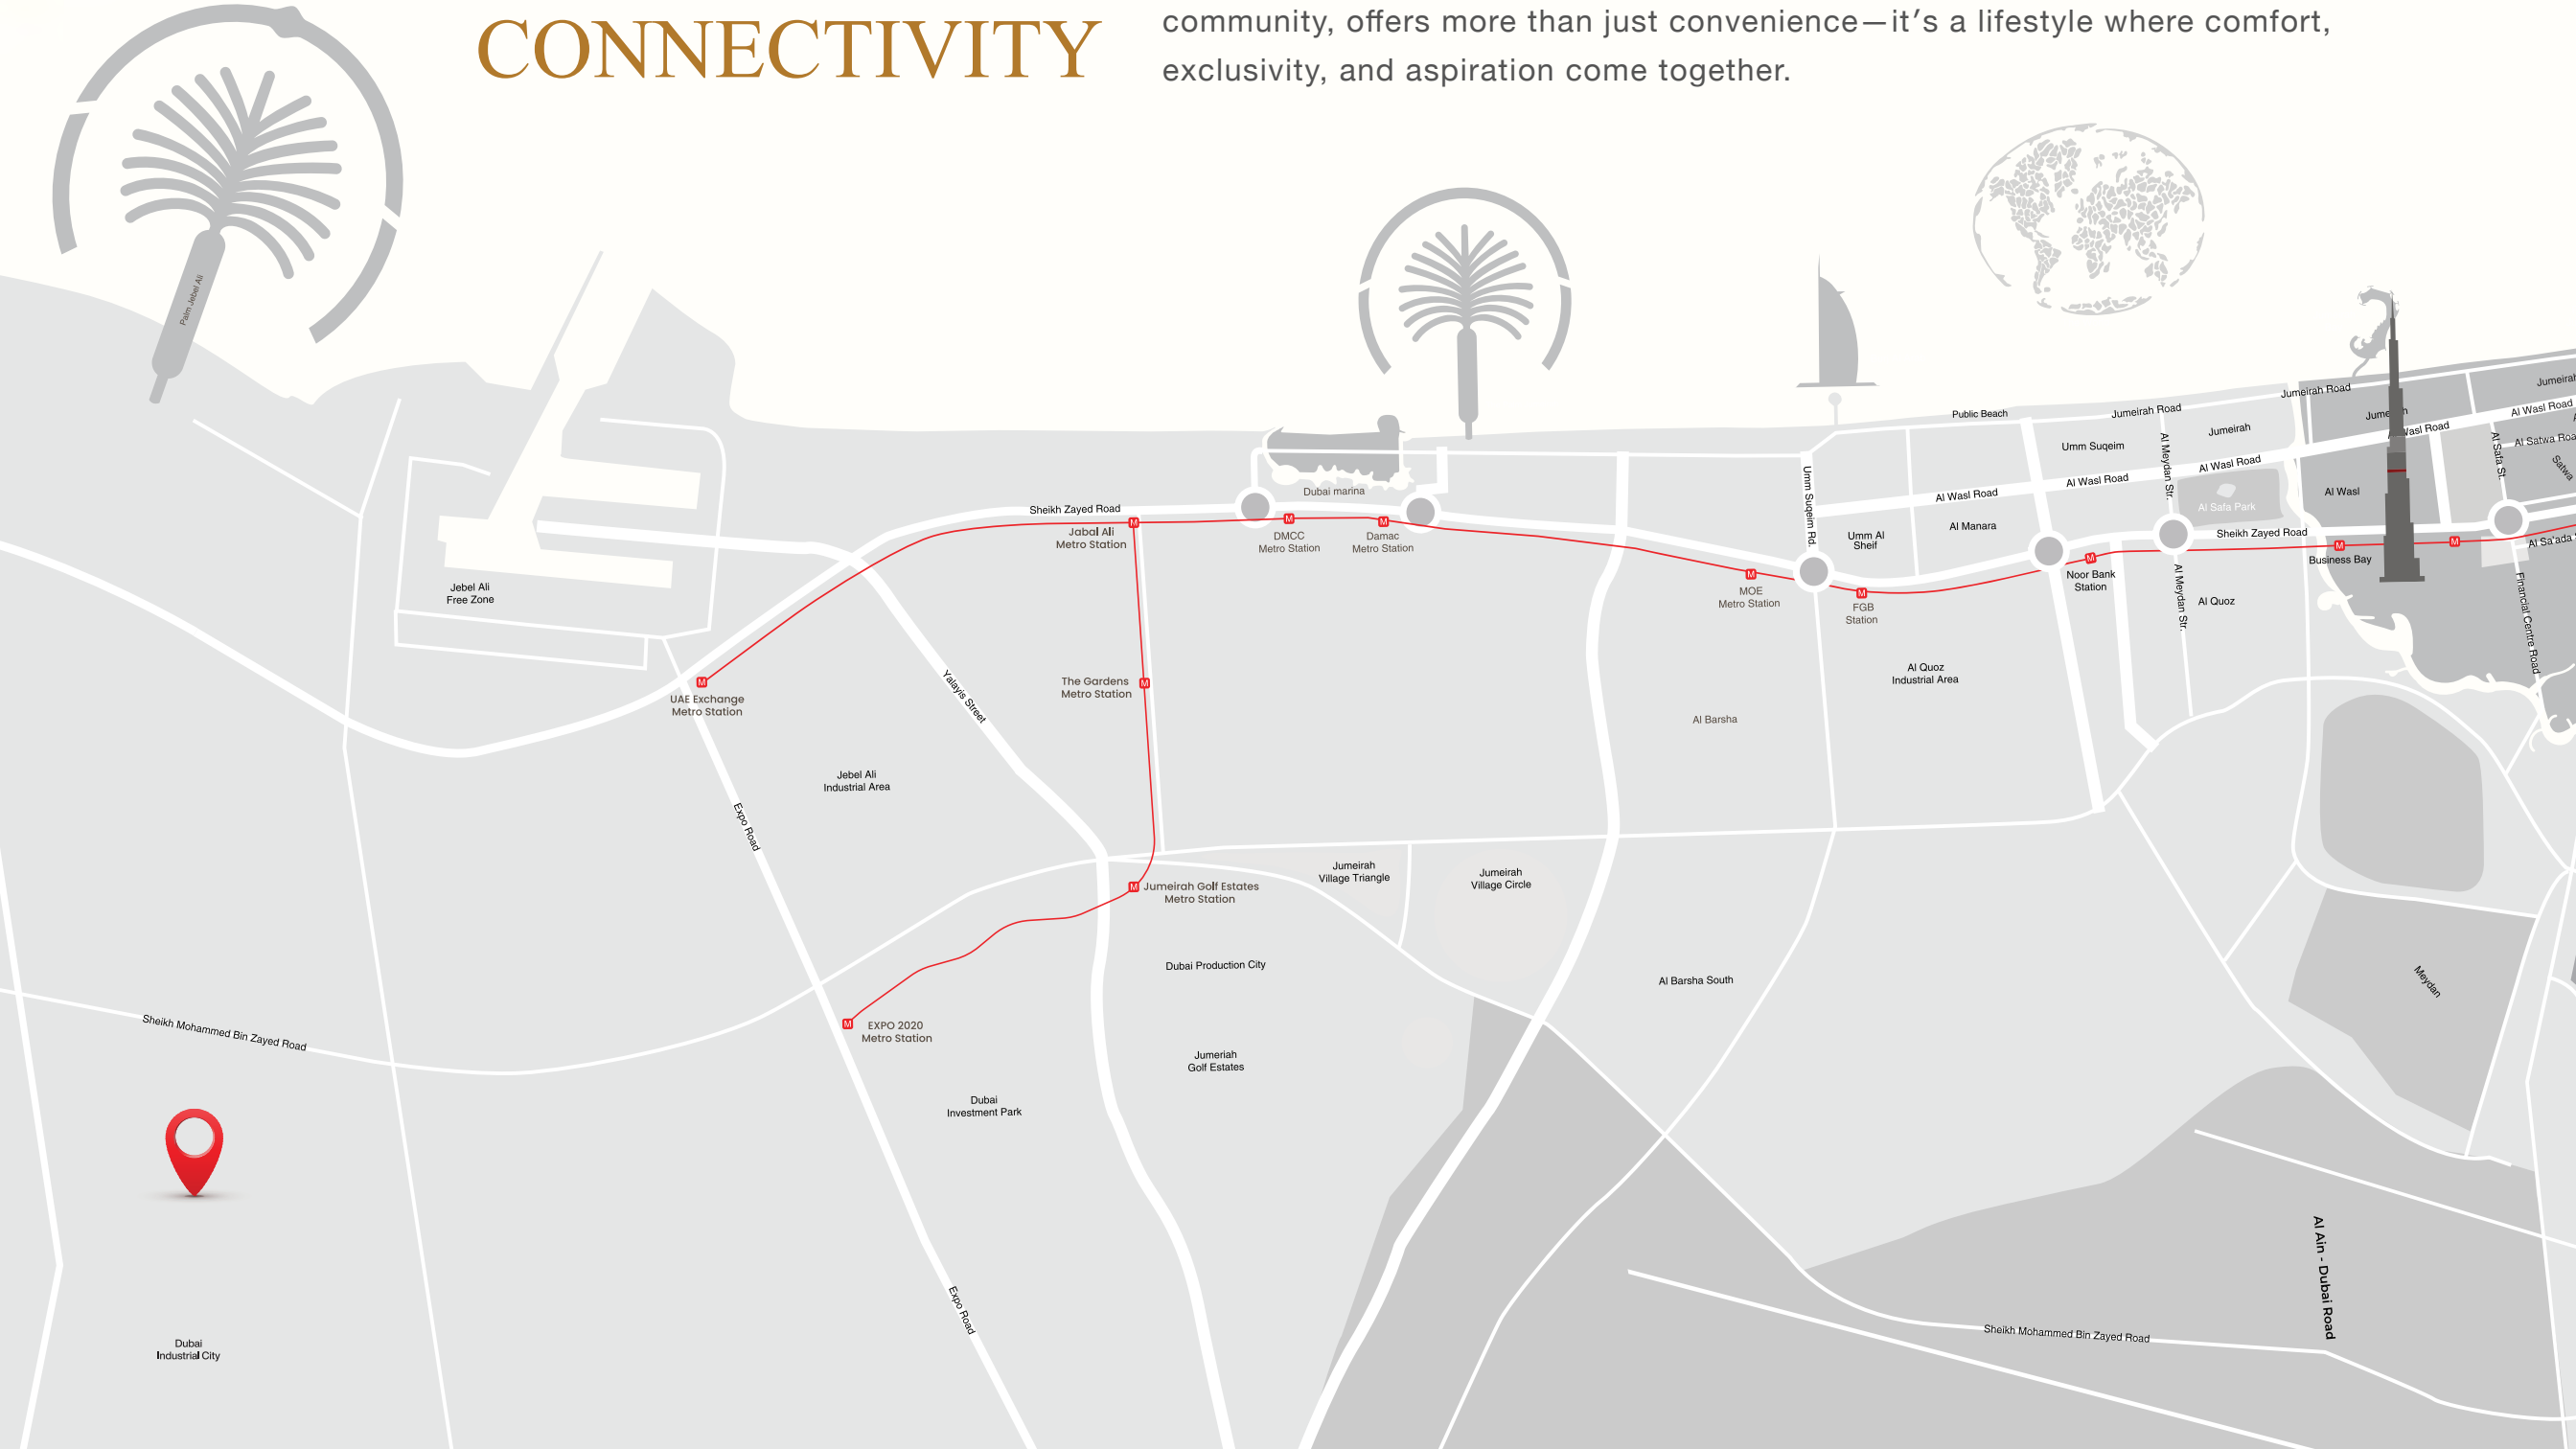 CONNECTIVITY
community, offers more than just convenience—it’s a lifestyle where comfort,
exclusivity, and aspiration come together.
Palm Jebel Ali
Jumeirah Road
Jumeirah
Al Wasl Road
Public Beach
Jumeirah Road
Jumeirah
Wasl Road
Al Satwa Roa
Umm Suqeim
Al Meydan Str.
Al Wasl Road
Al Safa St.
Satwa
Umm Suqeim Rd.
Al Wasl Road
Al Wasl Road
Al Safa Park
Al Wasl
Dubai marina
Sheikh Zayed Road
Al Manara
Sheikh Zayed Road
Jabal Ali
Metro Station
DMCC
Metro Station
Damac
Metro Station
Umm Al
Sheif
Al Sa'ada
Business Bay
Jebel Ali
Free Zone
MOE
Metro Station
FGB
Station
Noor Bank
Station
Al Meydan Str.
Al Quoz
Financial Centre Road
UAE Exchange
Metro Station
Yalayis Street
The Gardens
Metro Station
Al Quoz
Industrial Area
Al Barsha
Jebel Ali
Industrial Area
Expo Road
Jumeirah Golf Estates
Metro Station
Jumeirah
Village Triangle
Jumeirah
Village Circle
Dubai Production City
Al Barsha South
Meydan
Sheikh Mohammed Bin Zayed Road
EXPO 2020
Metro Station
Jumeriah
Golf Estates
Dubai
Investment Park
Al Ain - Dubai Road
Expo Road
Sheikh Mohammed Bin Zayed Road
Dubai
Industrial City